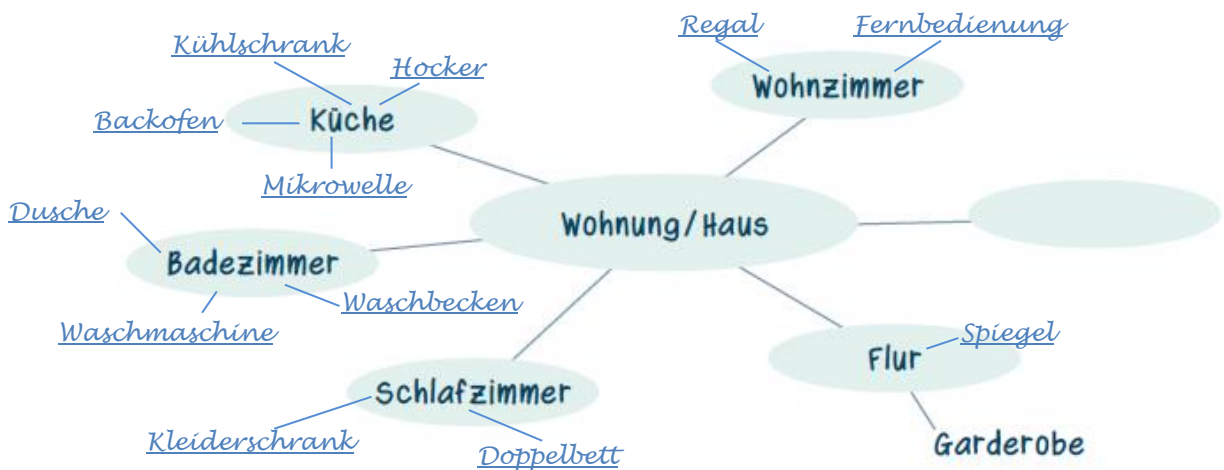 Regal
Fernbedienung
Kühlschrank
Hocker
Wohnzimmer
Backofen
Küche
Mikrowelle
Dusche
Wohnung/Haus
Badezimmer
Waschbecken
Waschmaschine
Spiegel
Flur
Schlafzimmer
Kleiderschrank
Doppelbett
Garderobe